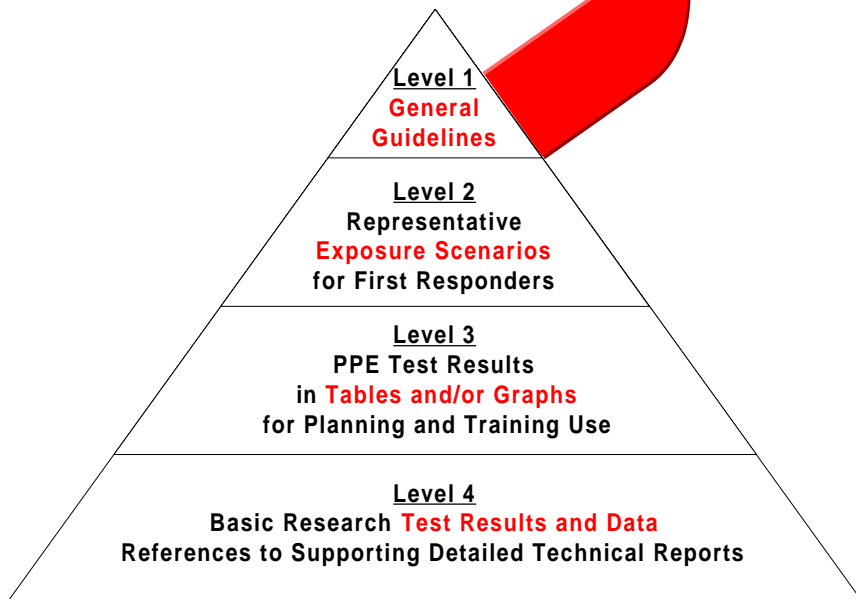 Level 1
General
Guidelines
Level 2
Representative
Exposure Scenarios
for First Responders
Level 3
PPE Test Results
in Tables and/or Graphs
for Planning and Training Use
Level 4
Basic Research Test Results and Data
References to Supporting Detailed Technical Reports